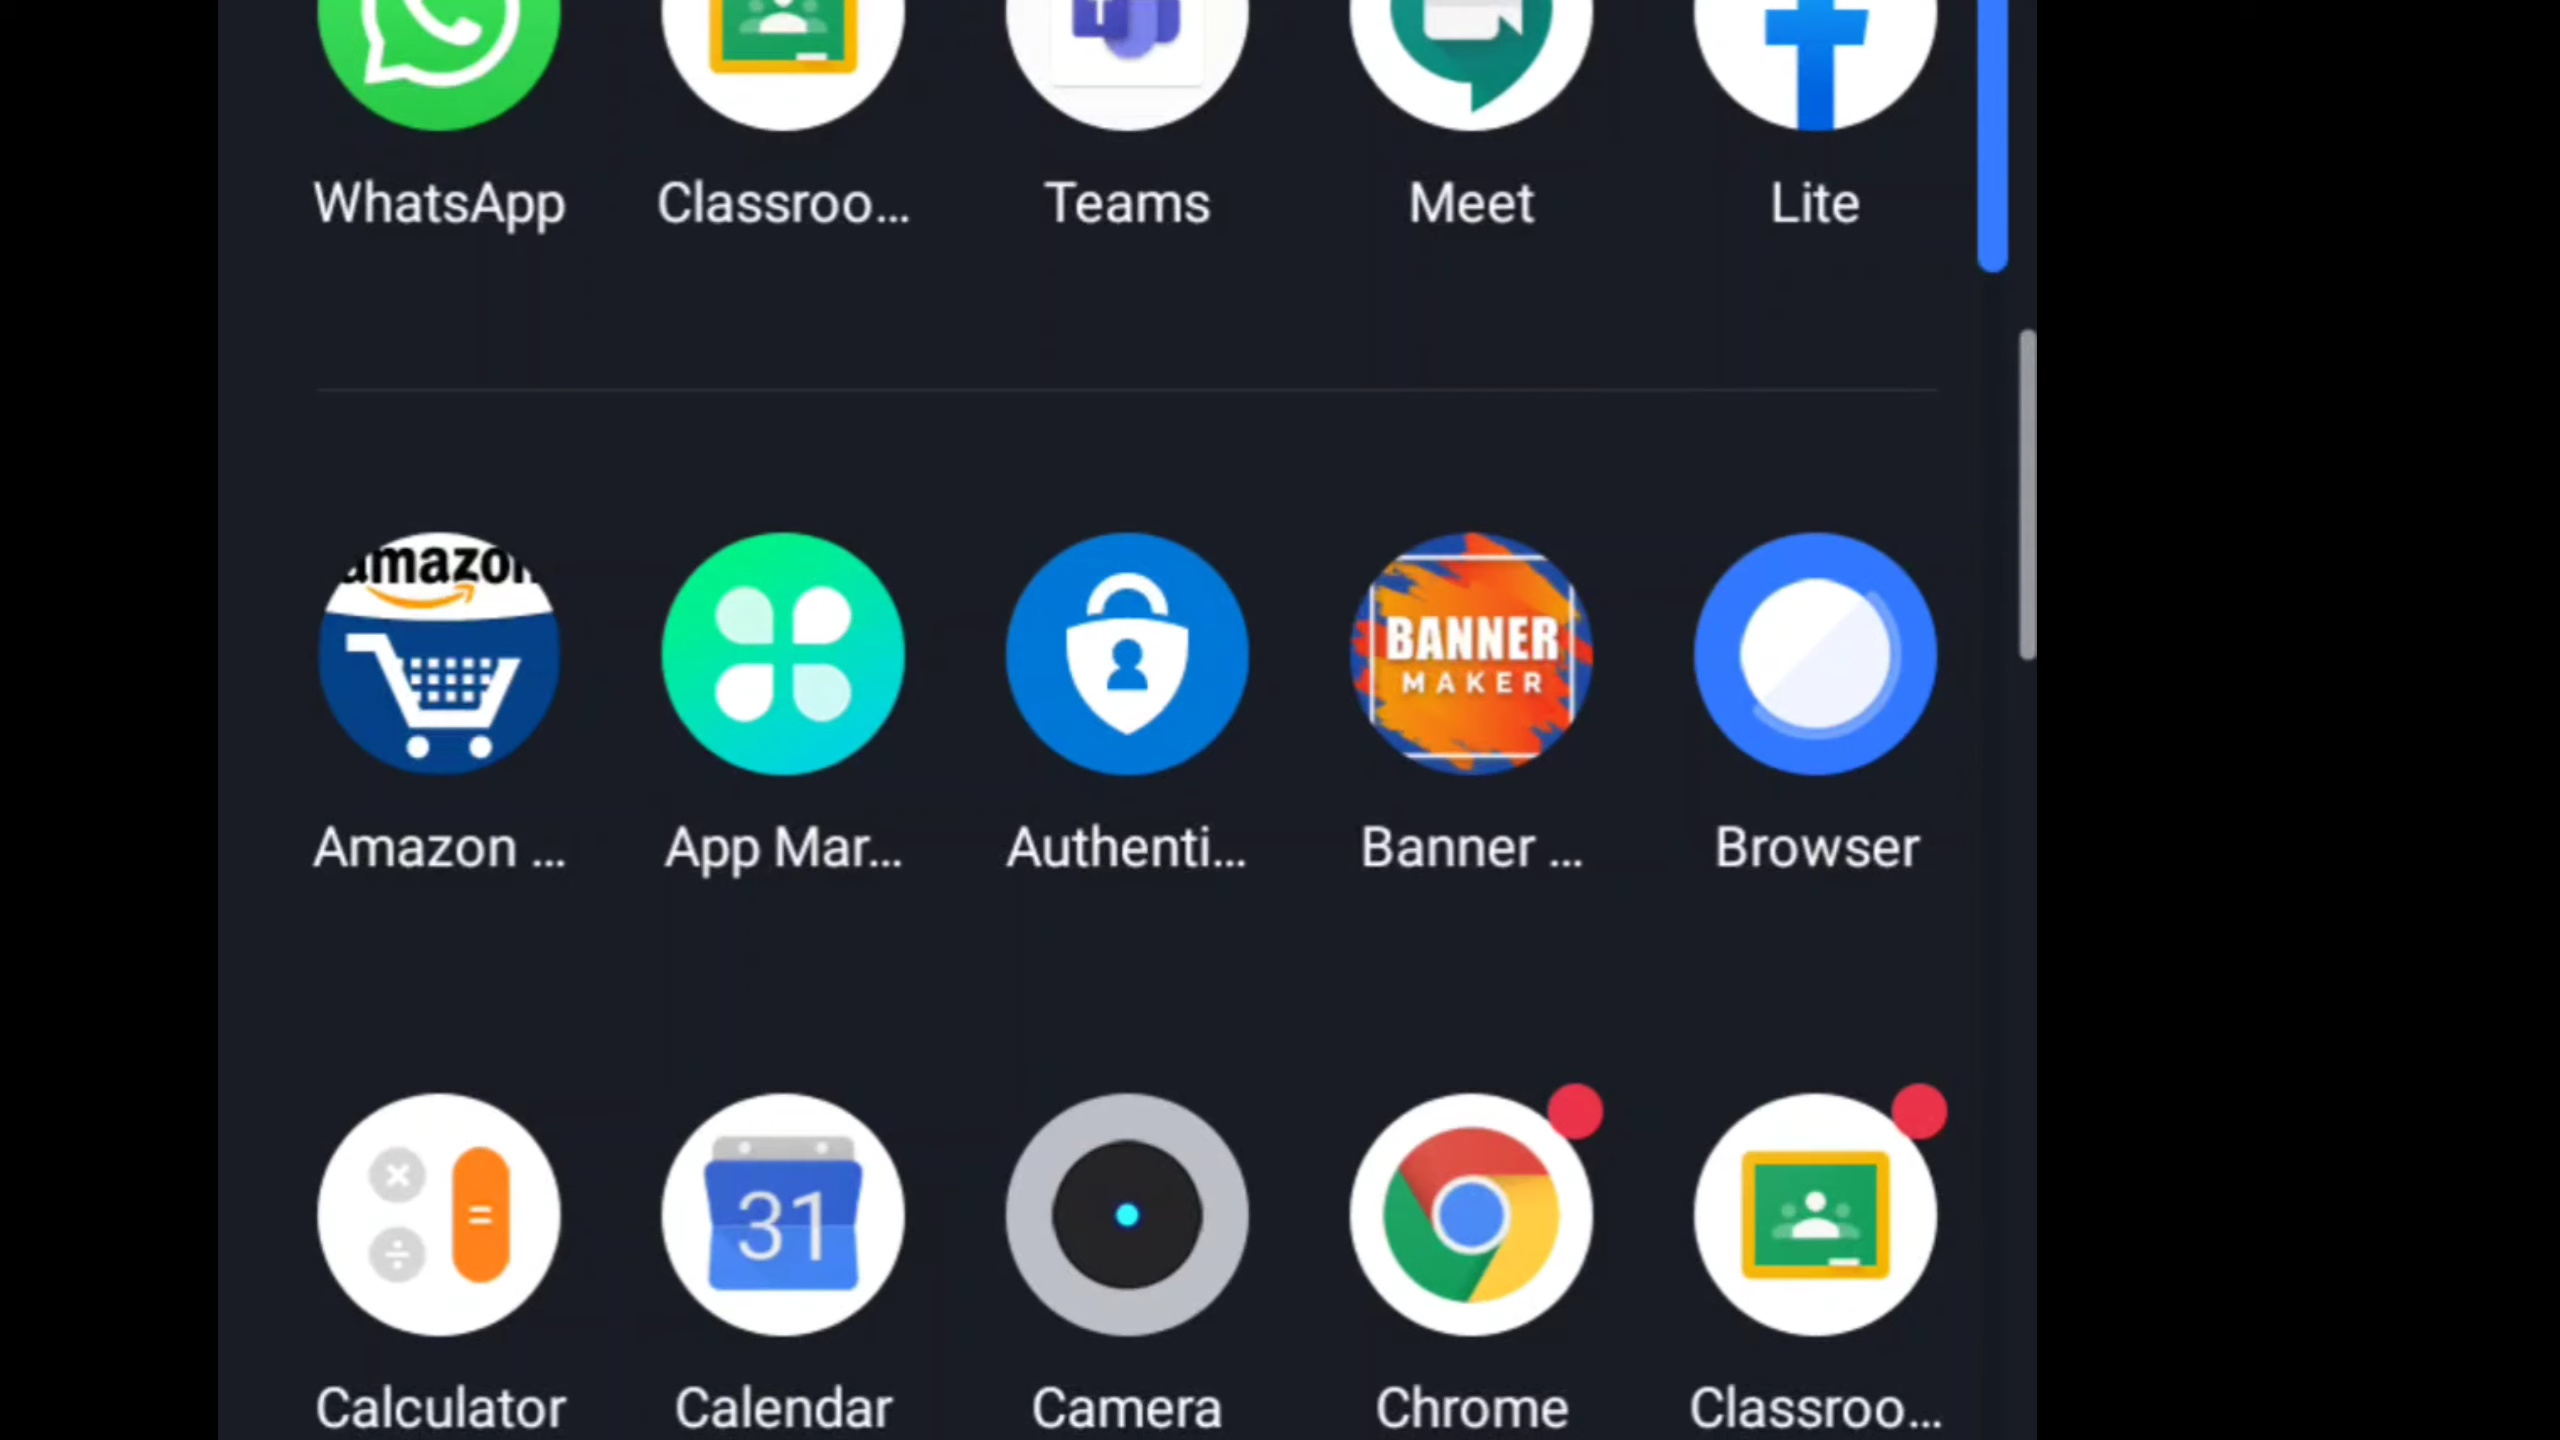 WhatsApp Classroo... Teams Meet Lite
amazon
BANNER
MAKER
Amazon ... App Mar... Authenti... Banner ... Browser
31
Calculator Calendar Camera Chrome Classroo...